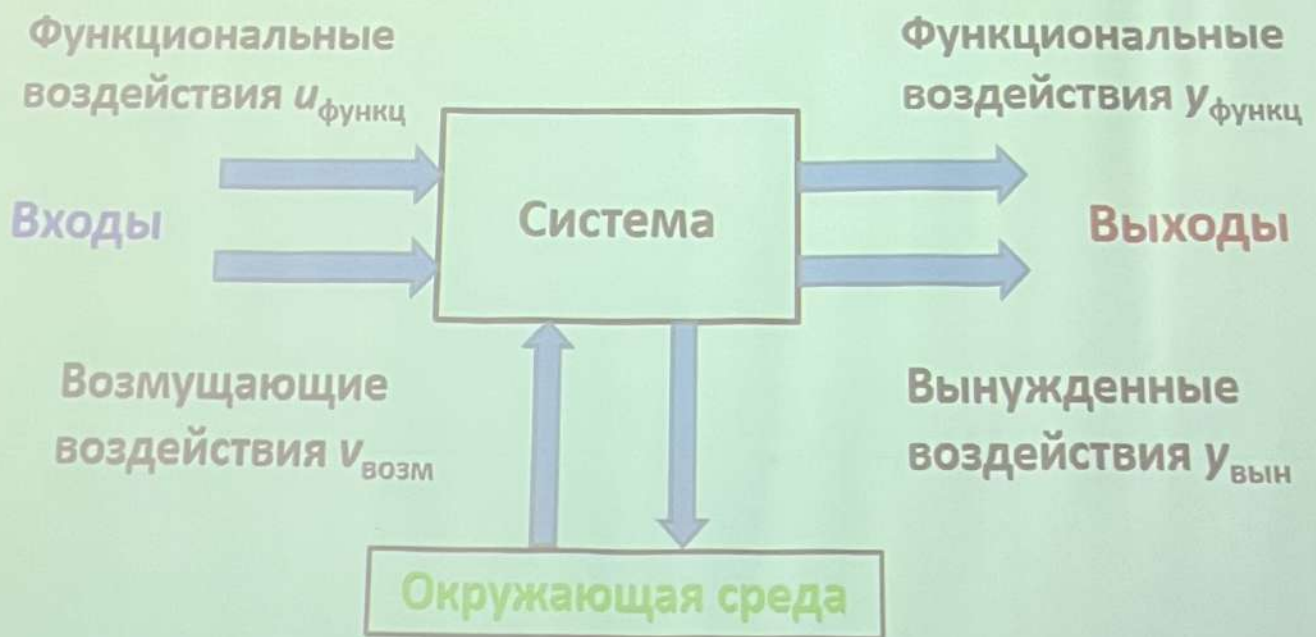 Функциональные
воздействия uфункц
Функциональные
воздействия yфункц
Входы
Система
Выходы
Возмущающие
воздействия vвозм
Вынужденные
воздействия yвын
Окружающая среда